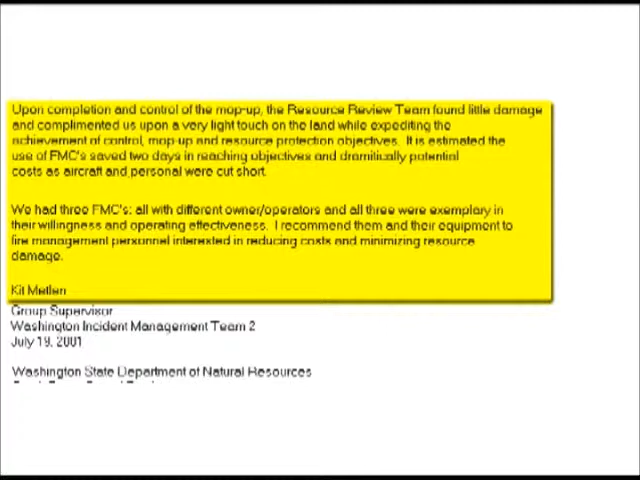 Upon completion and control of the mop-up, the Resource Review Team found little damage
and complimented us upon a very light touch on the land while expediting the
achievement of control, mop-up and resource protection objectives. It is estimated the
use of FMC's saved two days in reaching objectives and dramitically potential
costs as aircraft and personal were cut short.
We had three FMC's: all with different owner/operators and all three were exemplary in
their willingness and operating effectiveness. I recommend them and their equipment to
fire management personnel interested in reducing costs and minimizing resource
damage.
Kit Metlen
Group Supervisor
Washington Incident Management Team 2
July 19, 2001
Washington State Department of Natural Resources